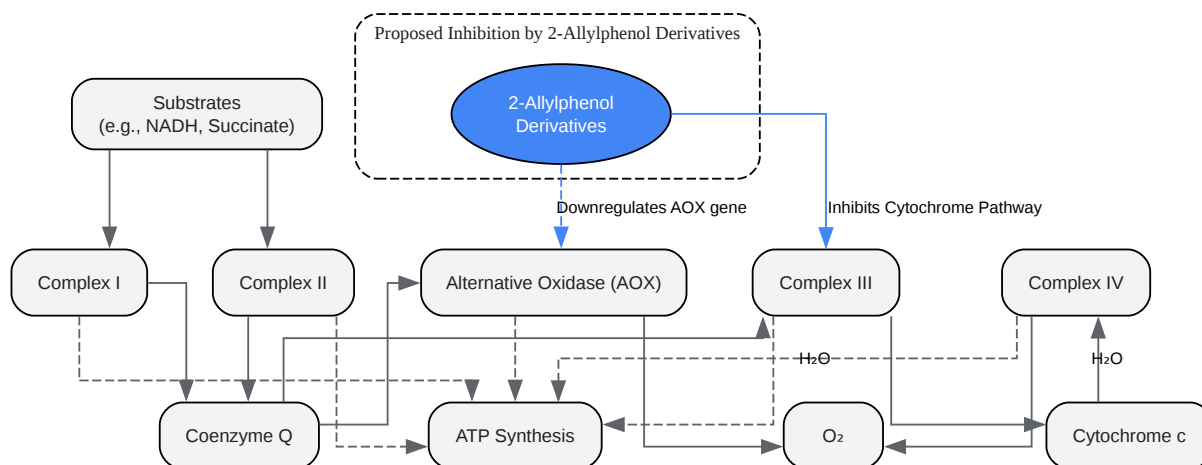 Proposed Inhibition by 2-Allylphenol Derivatives
2-Allylphenol
Derivatives
Substrates
(e.g., NADH, Succinate)
Downregulates AOX gene
Inhibits Cytochrome Pathway
Complex I
Complex II
Alternative Oxidase (AOX)
Complex III
Complex IV
H₂O
H₂O
Coenzyme Q
ATP Synthesis
O₂
Cytochrome c